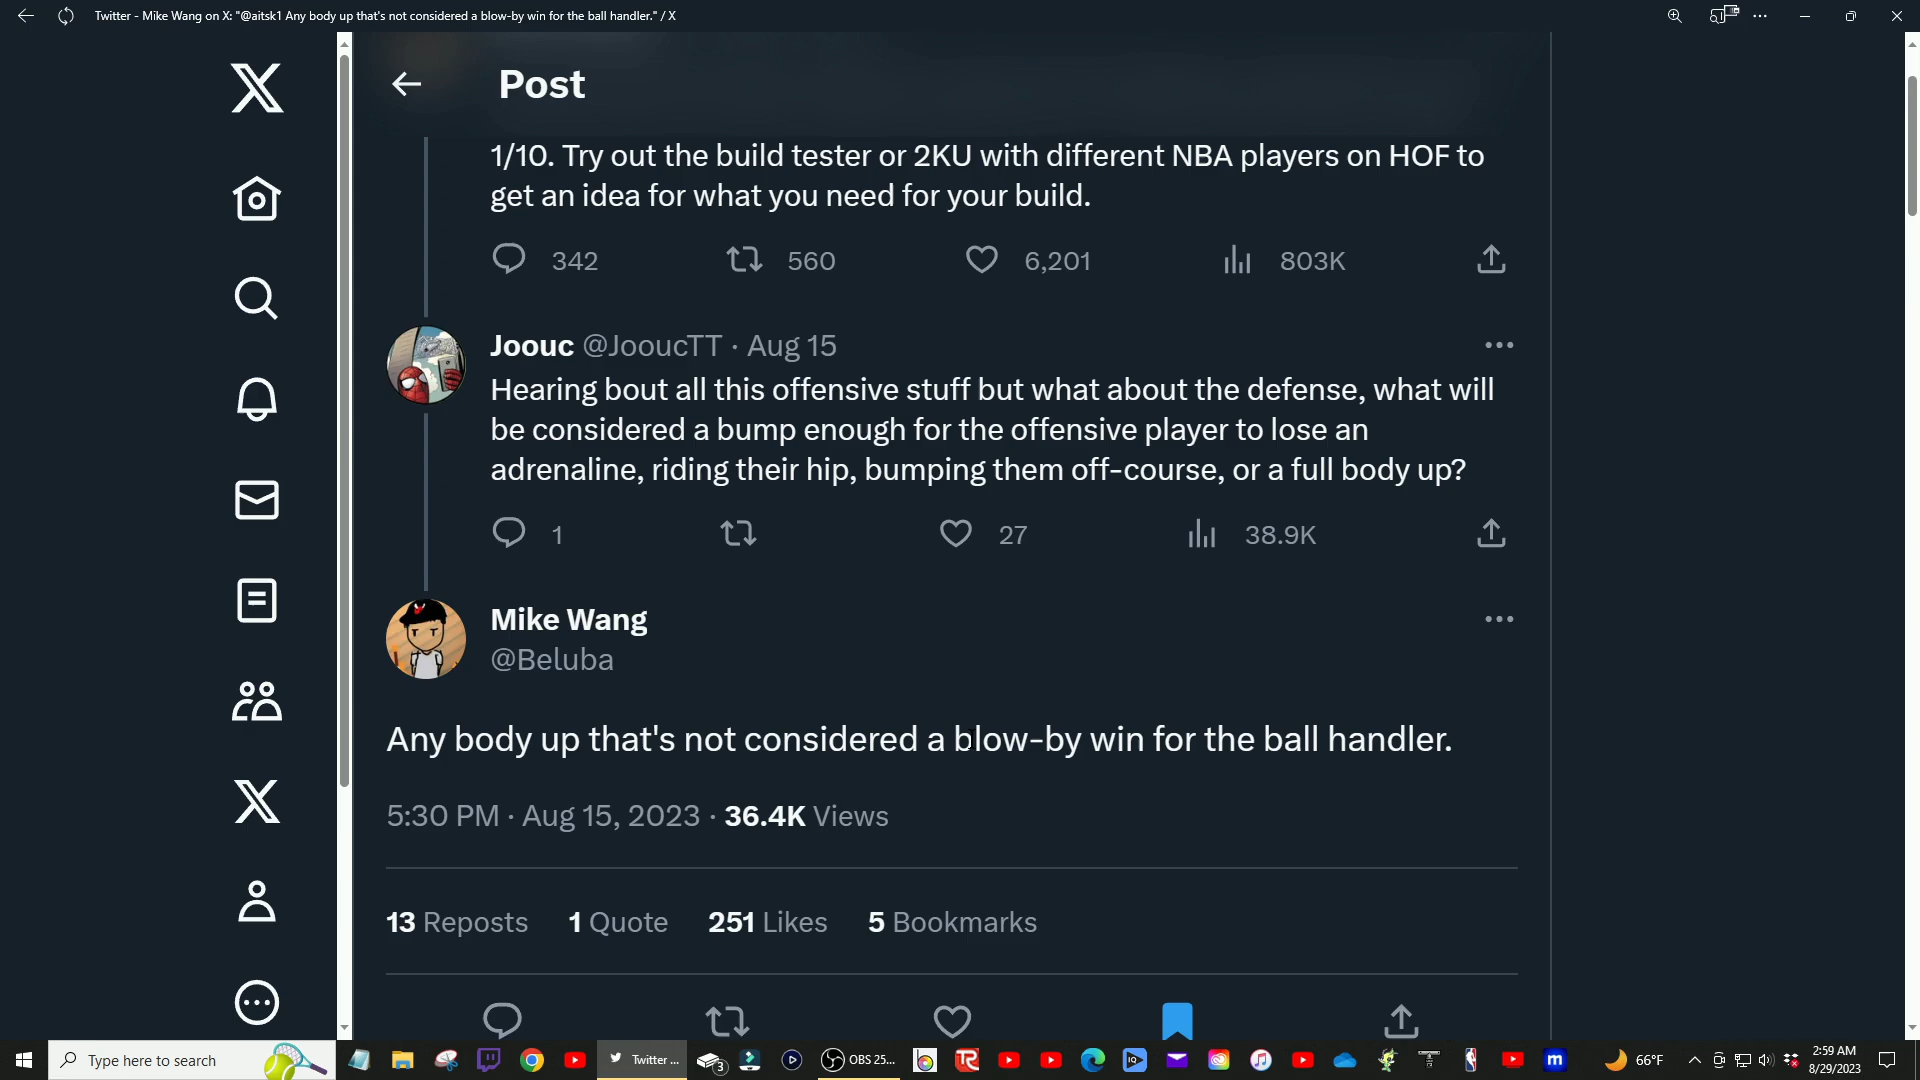 Twitter - Mike Wang on X: "@aitsk1 Any body up that's not considered a blow-by win for the ball handler." / X
Post
1/10. Try out the build tester or 2KU with different NBA players on HOF to
get an idea for what you need for your build.
342 560 6,201 803K
Joouc @JooucTT · Aug 15
Hearing bout all this offensive stuff but what about the defense, what will
be considered a bump enough for the offensive player to lose an
adrenaline, riding their hip, bumping them off-course, or a full body up?
1 27 38.9K
Mike Wang
@Beluba
Any body up that's not considered a blow-by win for the ball handler.
5:30 PM · Aug 15, 2023 · 36.4K Views
13 Reposts 1 Quote 251 Likes 5 Bookmarks
Type here to search
Twitter ...
3
OBS 25...
TR
IQ
m
66°F
2:59 AM
8/29/2023